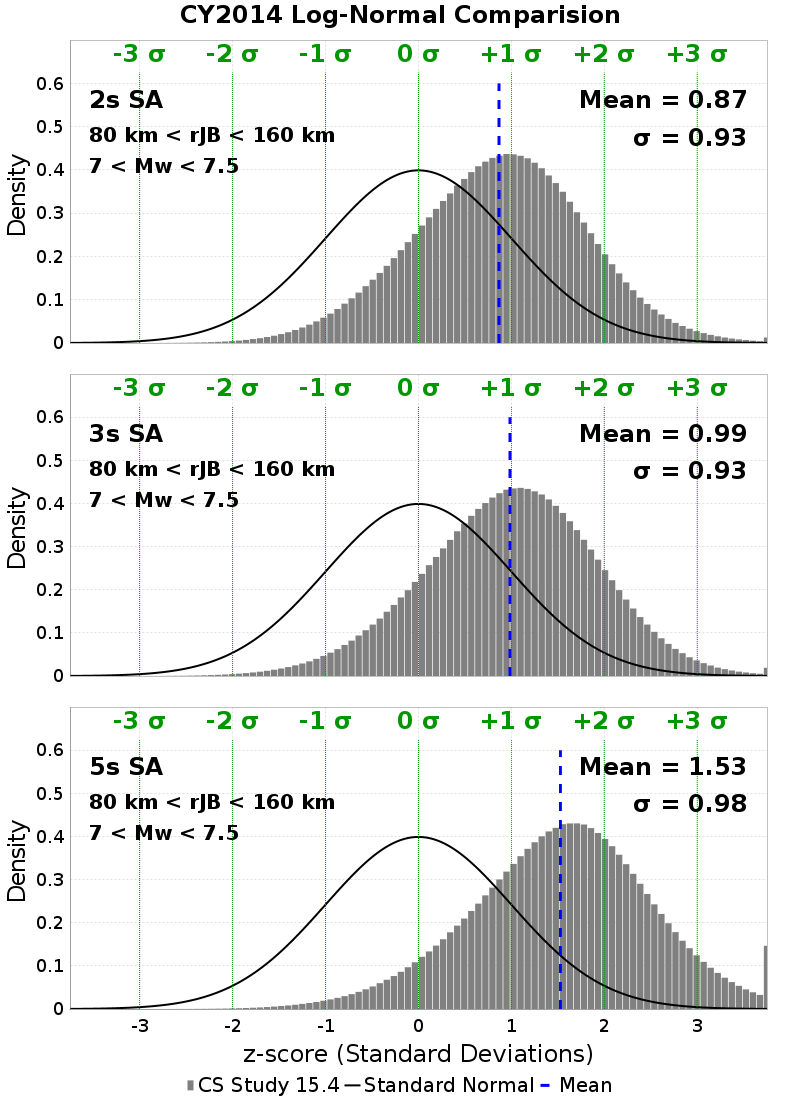 CY2014 Log-Normal Comparision
-3 σ -2 σ -1 σ 0 σ +1 σ +2 σ +3 σ
2s SA Mean = 0.87
80 km < rJB < 160 km σ = 0.93
7 < Mw < 7.5
Density
0.6
0.5
0.4
0.3
0.2
0.1
0
-3 σ -2 σ -1 σ 0 σ +1 σ +2 σ +3 σ
3s SA Mean = 0.99
80 km < rJB < 160 km σ = 0.93
7 < Mw < 7.5
Density
0.6
0.5
0.4
0.3
0.2
0.1
0
-3 σ -2 σ -1 σ 0 σ +1 σ +2 σ +3 σ
5s SA Mean = 1.53
80 km < rJB < 160 km σ = 0.98
7 < Mw < 7.5
Density
0.6
0.5
0.4
0.3
0.2
0.1
0
-3 -2 -1 0 1 2 3
z-score (Standard Deviations)
CS Study 15.4 Standard Normal Mean